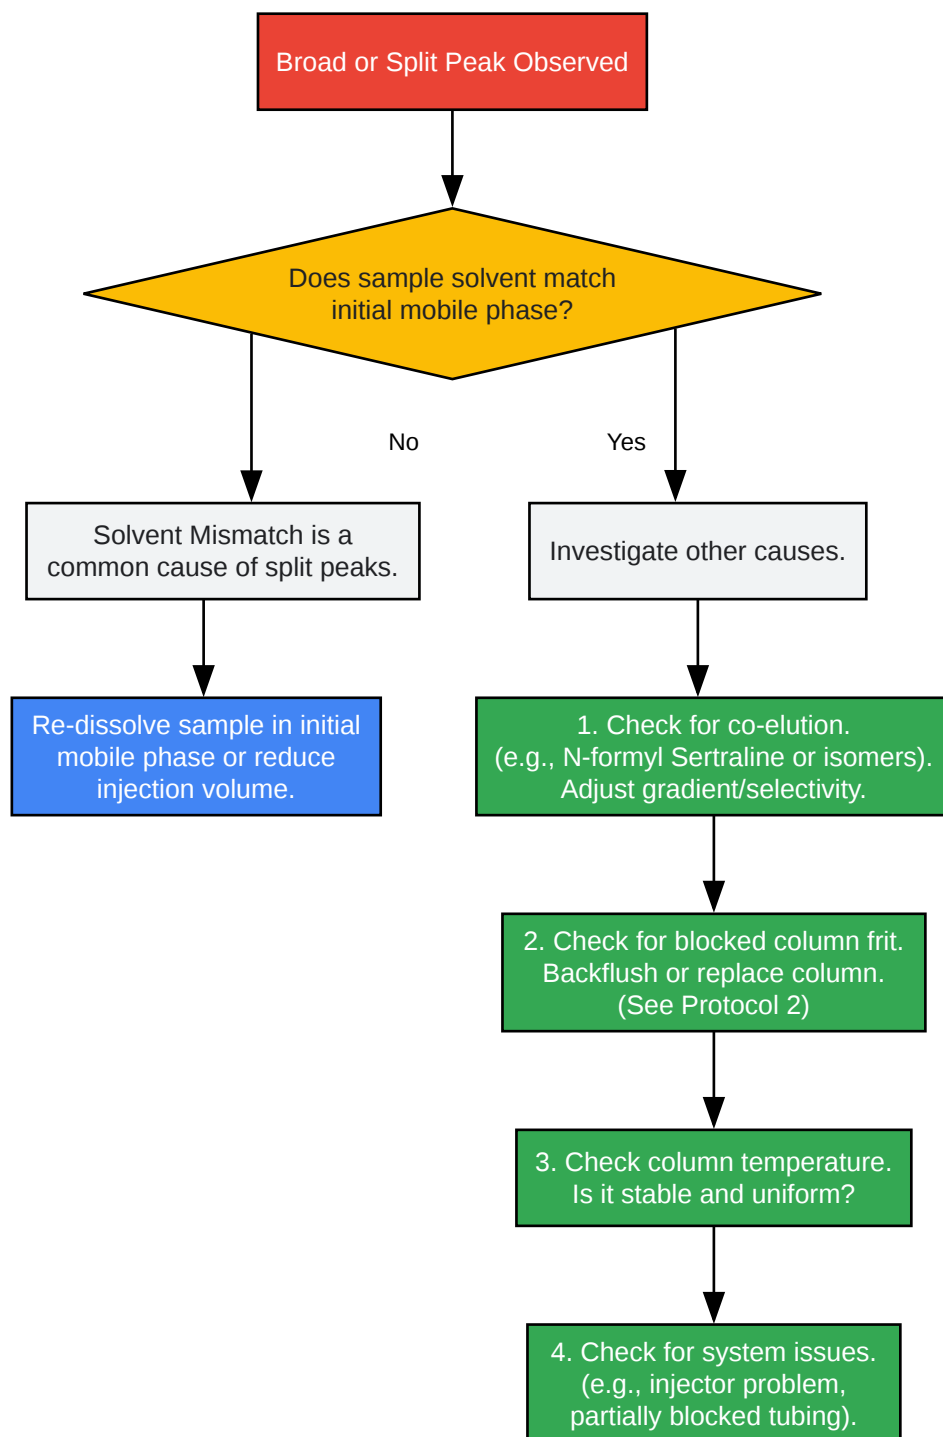 Broad or Split Peak Observed
Does sample solvent match
initial mobile phase?
No
Yes
Solvent Mismatch is a
common cause of split peaks.
Investigate other causes.
Re-dissolve sample in initial
mobile phase or reduce
injection volume.
1. Check for co-elution.
(e.g., N-formyl Sertraline or isomers).
Adjust gradient/selectivity.
2. Check for blocked column frit.
Backflush or replace column.
(See Protocol 2)
3. Check column temperature.
Is it stable and uniform?
4. Check for system issues.
(e.g., injector problem,
partially blocked tubing).